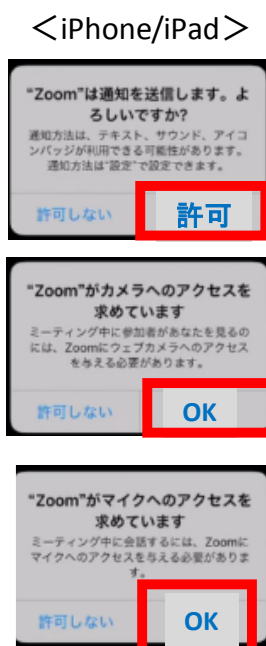 ＜iPhone/iPad＞
“Zoom”は通知を送信します。よ
ろしいですか?
通知方法は、テキスト、サウンド、アイコ
ンバッジが利用できる可能性があります。
通知方法は“設定”で設定できます。
許可しない 許可
“Zoom”がカメラへのアクセスを
求めています
ミーティング中に参加者があなたを見るの
には、Zoomにウェブカメラへのアクセス
を与える必要があります。
許可しない OK
“Zoom”がマイクへのアクセスを
求めています
ミーティング中に会話するには、Zoomに
マイクへのアクセスを与える必要がありま
す。
許可しない OK